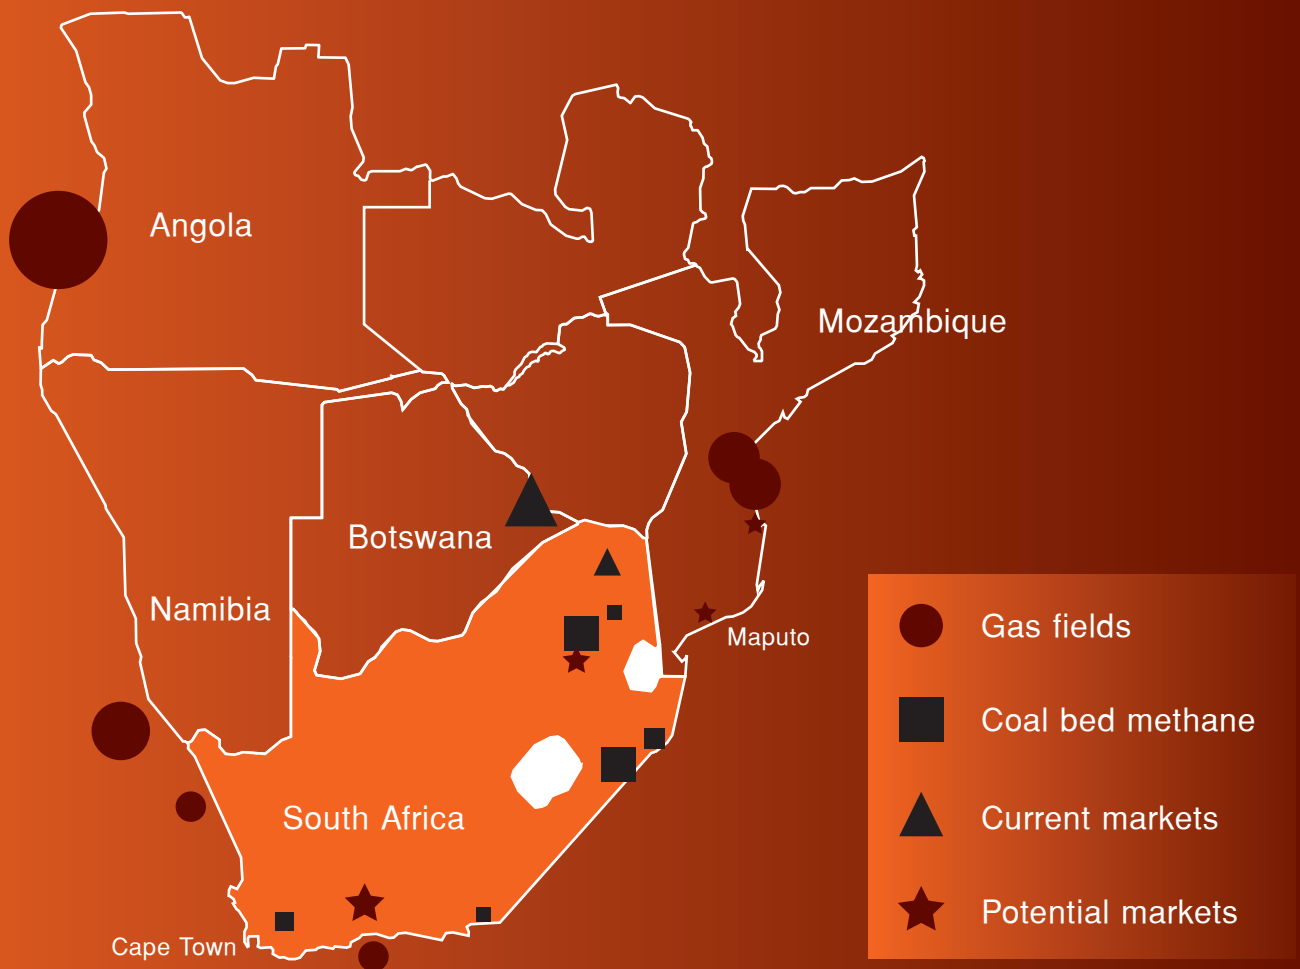 Angola
Mozambique
Botswana
Namibia
Maputo
South Africa
Cape Town
Gas fields
Coal bed methane
Current markets
Potential markets